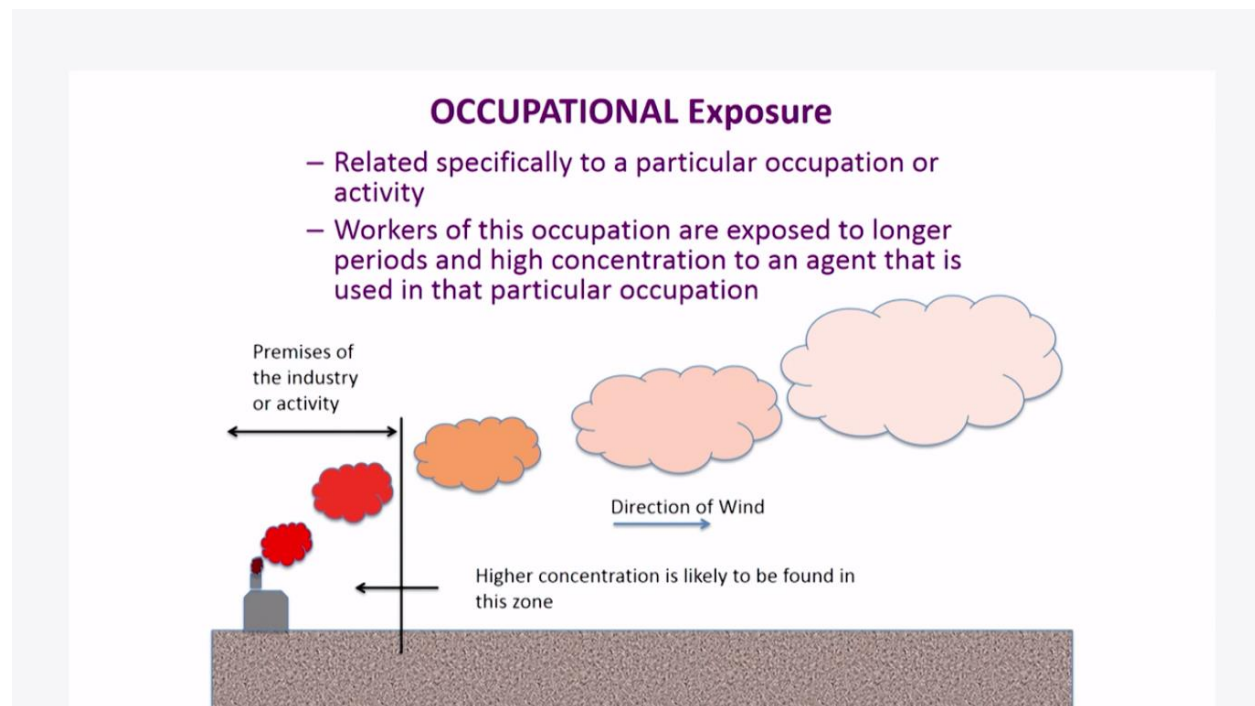 OCCUPATIONAL Exposure
– Related specifically to a particular occupation or
activity
– Workers of this occupation are exposed to longer
periods and high concentration to an agent that is
used in that particular occupation
Premises of
the industry
or activity
Direction of Wind
Higher concentration is likely to be found in
this zone